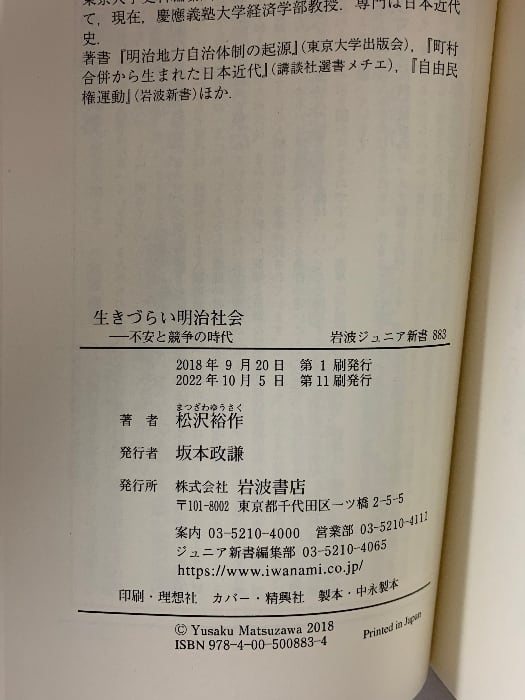 て，現在，慶應義塾大学経済学部教授．専門は日本近代
史．
著書『明治地方自治体制の起源』(東京大学出版会)，『町村
合併から生まれた日本近代』(講談社選書メチエ)，『自由民
権運動』(岩波新書)ほか．
生きづらい明治社会
――不安と競争の時代 岩波ジュニア新書 883
2018年9月20日 第1刷発行
2022年10月5日 第11刷発行
まつざわゆうさく
著者 松沢裕作
発行者 坂本政謙
発行所 株式会社 岩波書店
〒101-8002 東京都千代田区一ツ橋 2-5-5
案内 03-5210-4000 営業部 03-5210-4111
ジュニア新書編集部 03-5210-4065
https://www.iwanami.co.jp/
印刷・理想社 カバー・精興社 製本・中永製本
© Yusaku Matsuzawa 2018
ISBN 978-4-00-500883-4 Printed in Japan